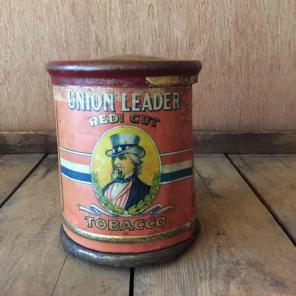 UNION LEADER
REDI CUT
TOBACCO